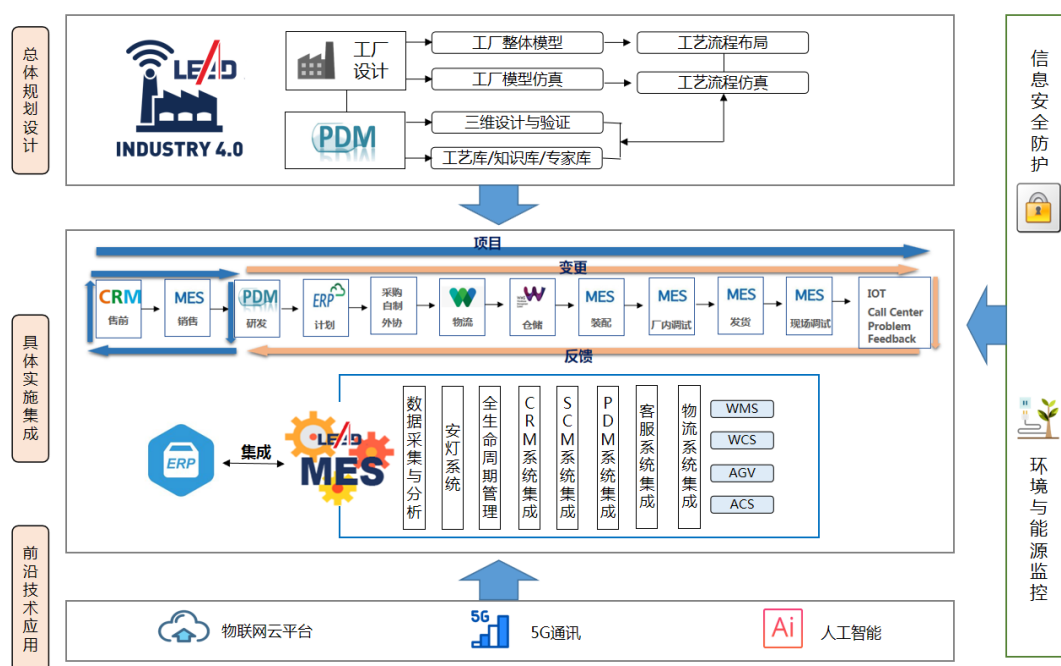 总体规划设计
LEAD
INDUSTRY 4.0
工厂
设计
工厂整体模型
工艺流程布局
工厂模型仿真
工艺流程仿真
PDM
三维设计与验证
工艺库/知识库/专家库
信息安全防护
环境与能源监控
具体实施集成
项目
变更
CRM
售前
MES
销售
PDM
研发
ERP
计划
采购
自制
外协
物流
仓储
MES
装配
MES
厂内调试
MES
发货
MES
现场调试
IOT
Call Center
Problem
Feedback
反馈
ERP
集成
LEAD
MES
数据采集与分析
安灯系统
全生命周期管理
CRM系统集成
SCM系统集成
PDM系统集成
客服系统集成
物流系统集成
WMS
WCS
AGV
ACS
前沿技术应用
物联网云平台
5G
5G通讯
Ai
人工智能